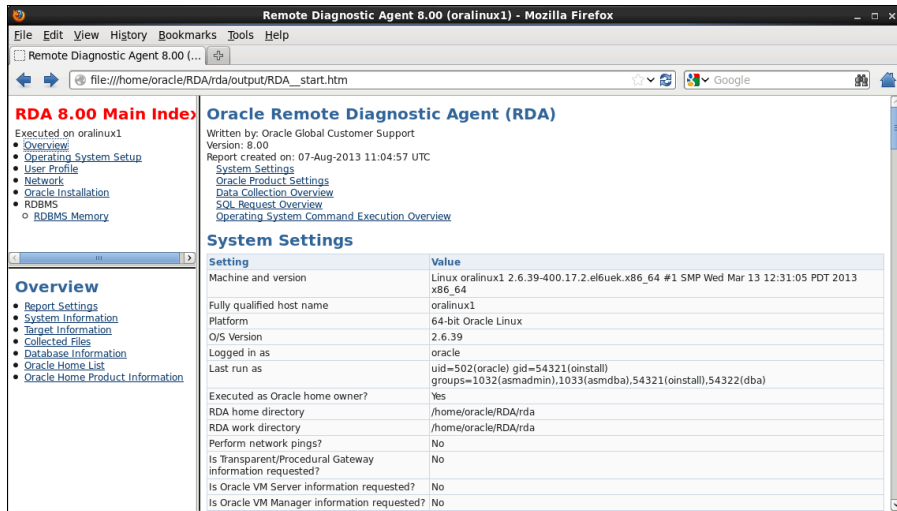 Remote Diagnostic Agent 8.00 (oralinux1) - Mozilla Firefox
File Edit View History Bookmarks Tools Help
Remote Diagnostic Agent 8.00 (...
file:///home/oracle/RDA/rda/output/RDA__start.htm
Google
RDA 8.00 Main Index
Executed on oralinux1
Overview
Operating System Setup
User Profile
Network
Oracle Installation
RDBMS
RDBMS Memory
Overview
Report Settings
System Information
Target Information
Collected Files
Database Information
Oracle Home List
Oracle Home Product Information
Oracle Remote Diagnostic Agent (RDA)
Written by: Oracle Global Customer Support
Version: 8.00
Report created on: 07-Aug-2013 11:04:57 UTC
System Settings
Oracle Product Settings
Data Collection Overview
SQL Request Overview
Operating System Command Execution Overview
System Settings
Setting Value
Machine and version Linux oralinux1 2.6.39-400.17.2.el6uek.x86_64 #1 SMP Wed Mar 13 12:31:05 PDT 2013
x86_64
Fully qualified host name oralinux1
Platform 64-bit Oracle Linux
O/S Version 2.6.39
Logged in as oracle
Last run as uid=502(oracle) gid=54321(oinstall)
groups=1032(asmadmin),1033(asmdba),54321(oinstall),54322(dba)
Executed as Oracle home owner? Yes
RDA home directory /home/oracle/RDA/rda
RDA work directory /home/oracle/RDA/rda
Perform network pings? No
Is Transparent/Procedural Gateway No
information requested?
Is Oracle VM Server information requested? No
Is Oracle VM Manager information requested? No